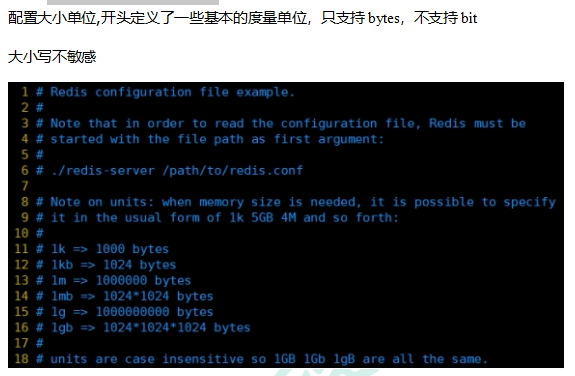 配置大小单位,开头定义了一些基本的度量单位，只支持 bytes，不支持 bit
大小写不敏感
1 # Redis configuration file example.
2 #
3 # Note that in order to read the configuration file, Redis must be
4 # started with the file path as first argument:
5 #
6 # ./redis-server /path/to/redis.conf
7
8 # Note on units: when memory size is needed, it is possible to specify
9 # it in the usual form of 1k 5GB 4M and so forth:
10 #
11 # 1k => 1000 bytes
12 # 1kb => 1024 bytes
13 # 1m => 1000000 bytes
14 # 1mb => 1024*1024 bytes
15 # 1g => 1000000000 bytes
16 # 1gb => 1024*1024*1024 bytes
17 #
18 # units are case insensitive so 1GB 1Gb 1gB are all the same.